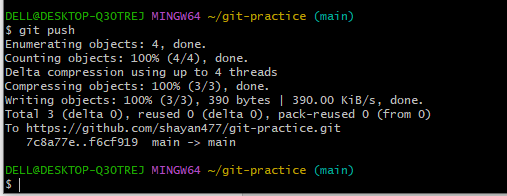 DELL@DESKTOP-Q3OTREJ MINGW64 ~/git-practice (main)
$ git push
Enumerating objects: 4, done.
Counting objects: 100% (4/4), done.
Delta compression using up to 4 threads
Compressing objects: 100% (3/3), done.
Writing objects: 100% (3/3), 390 bytes | 390.00 KiB/s, done.
Total 3 (delta 0), reused 0 (delta 0), pack-reused 0 (from 0)
To https://github.com/shayan477/git-practice.git
   7c8a77e..f6cf919  main -> main
DELL@DESKTOP-Q3OTREJ MINGW64 ~/git-practice (main)
$